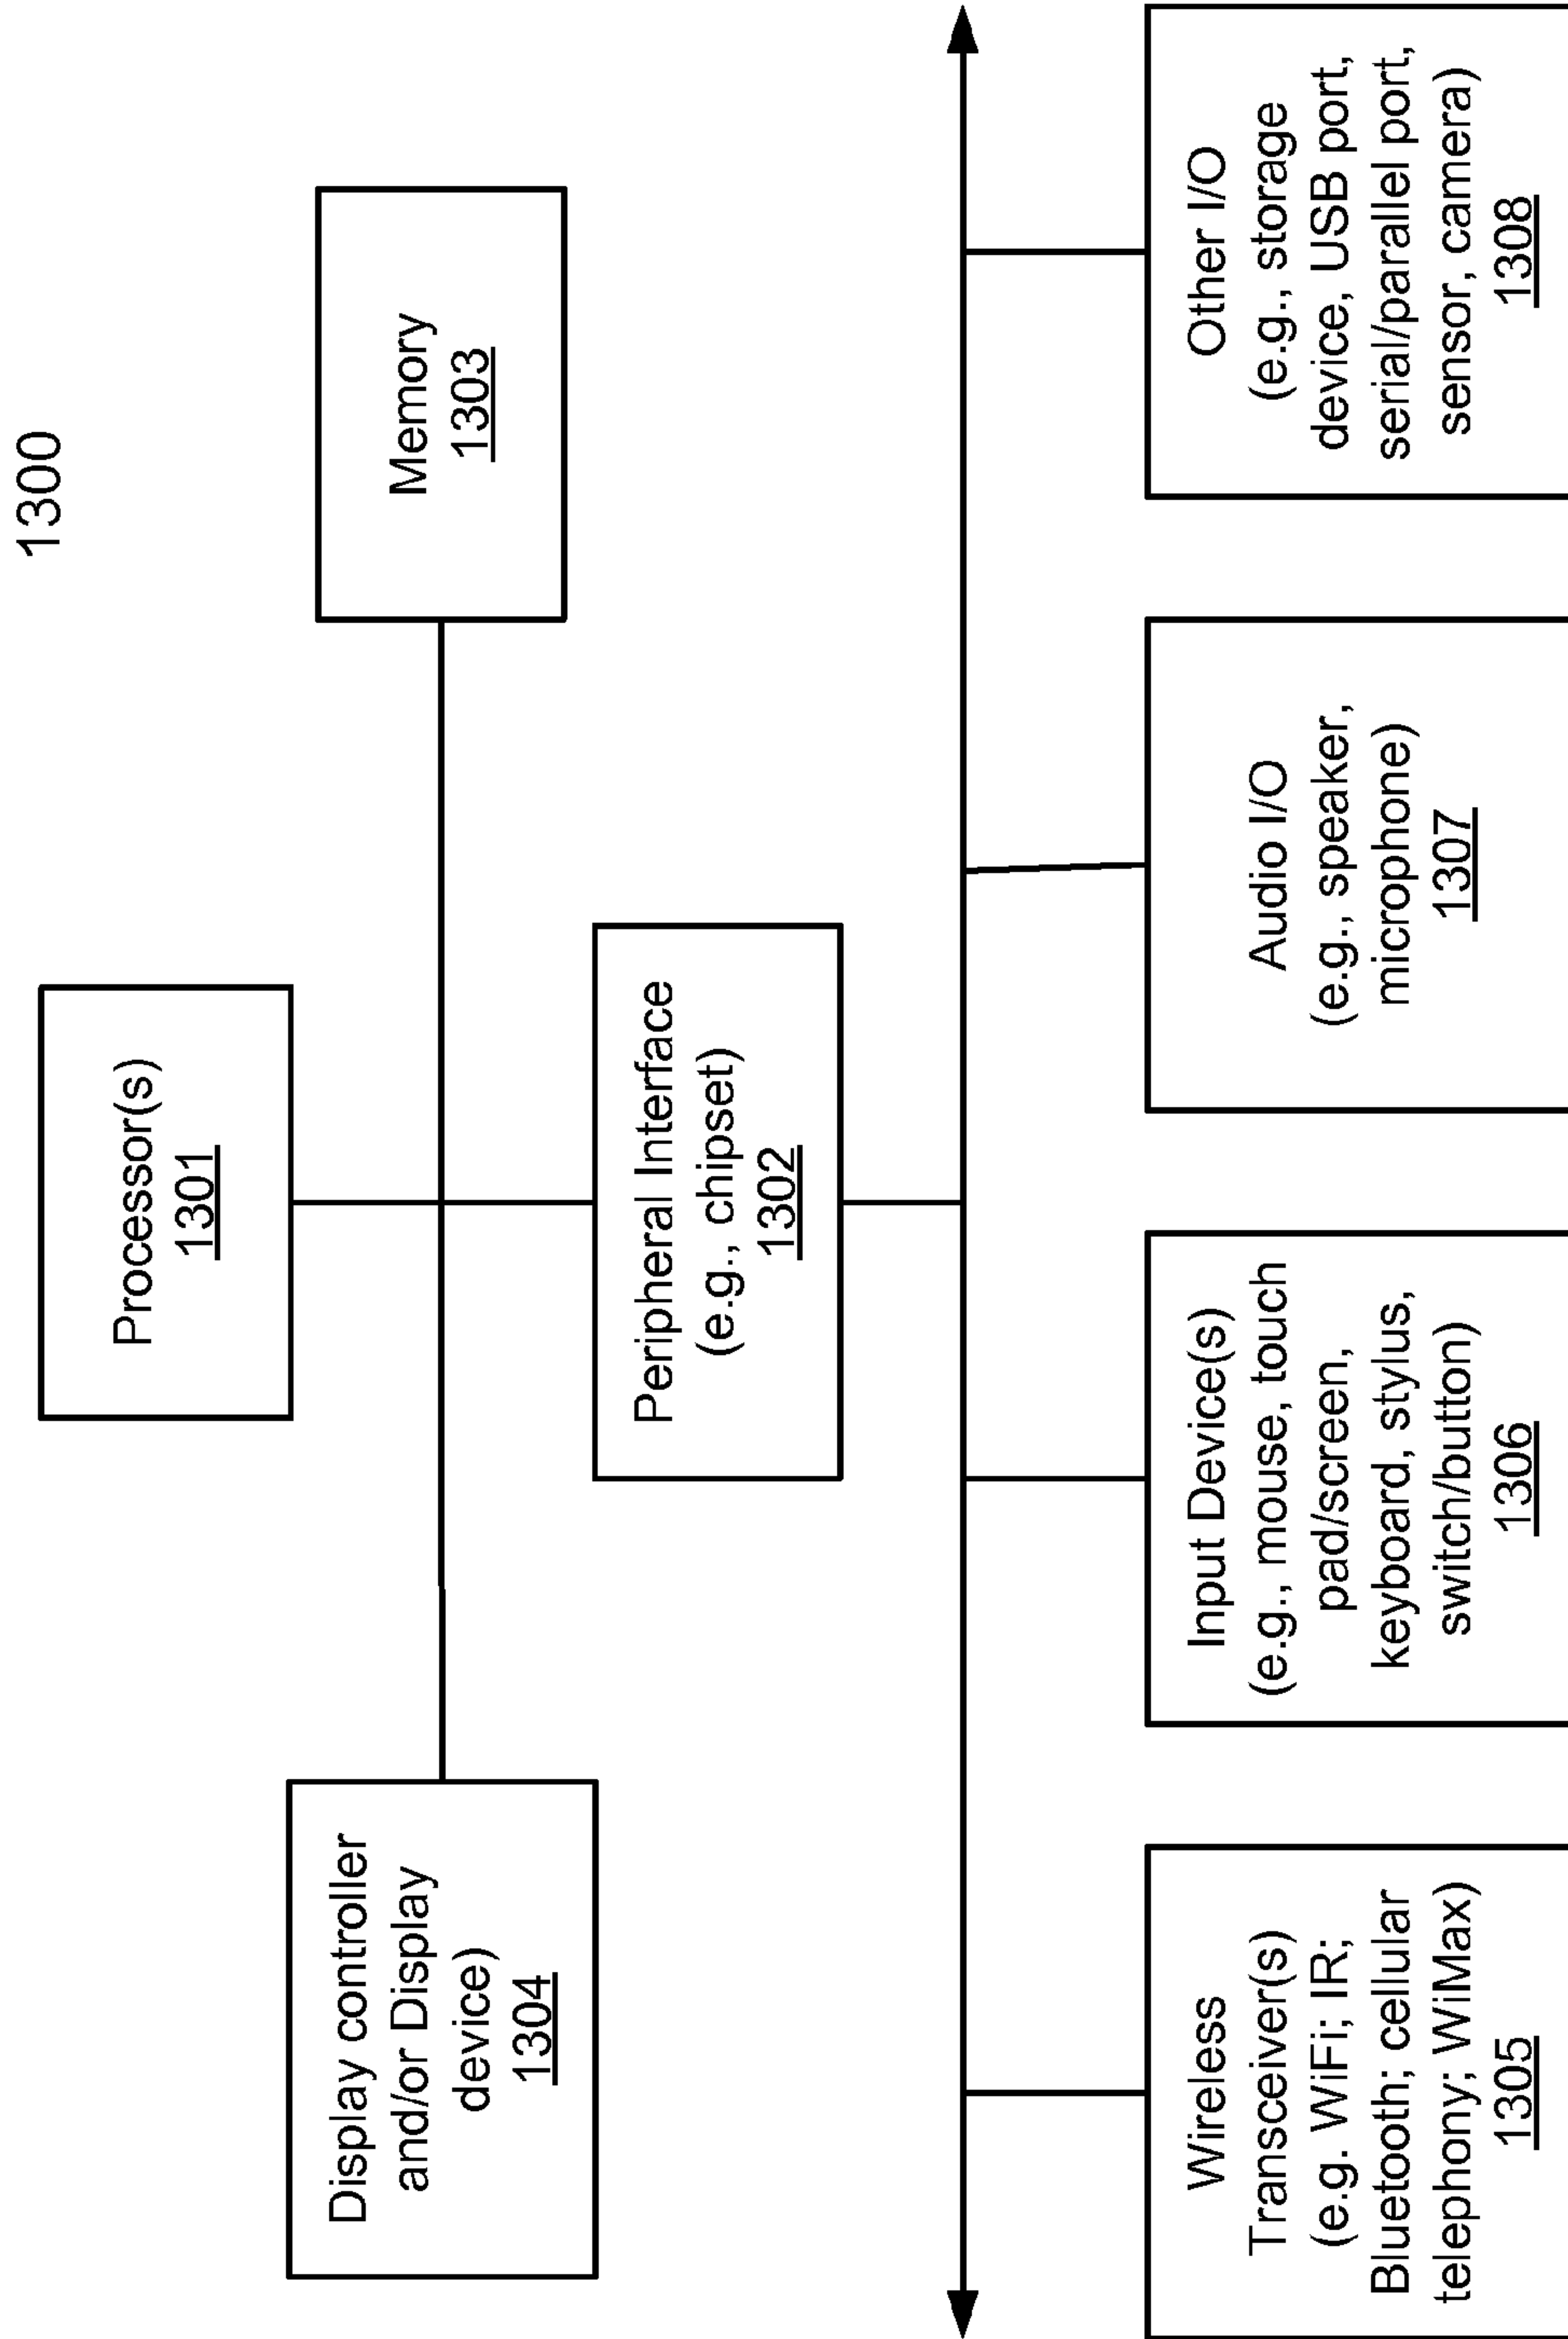 1300
Processor(s)
1301
Display controller
and/or Display
device)
1304
Memory
1303
Peripheral Interface
(e.g., chipset)
1302
Wireless
Transceiver(s)
(e.g. WiFi; IR;
Bluetooth; cellular
telephony; WiMax)
1305
Input Device(s)
(e.g., mouse, touch
pad/screen,
keyboard, stylus,
switch/button)
1306
Audio I/O
(e.g., speaker,
microphone)
1307
Other I/O
(e.g., storage
device, USB port,
serial/parallel port,
sensor, camera)
1308